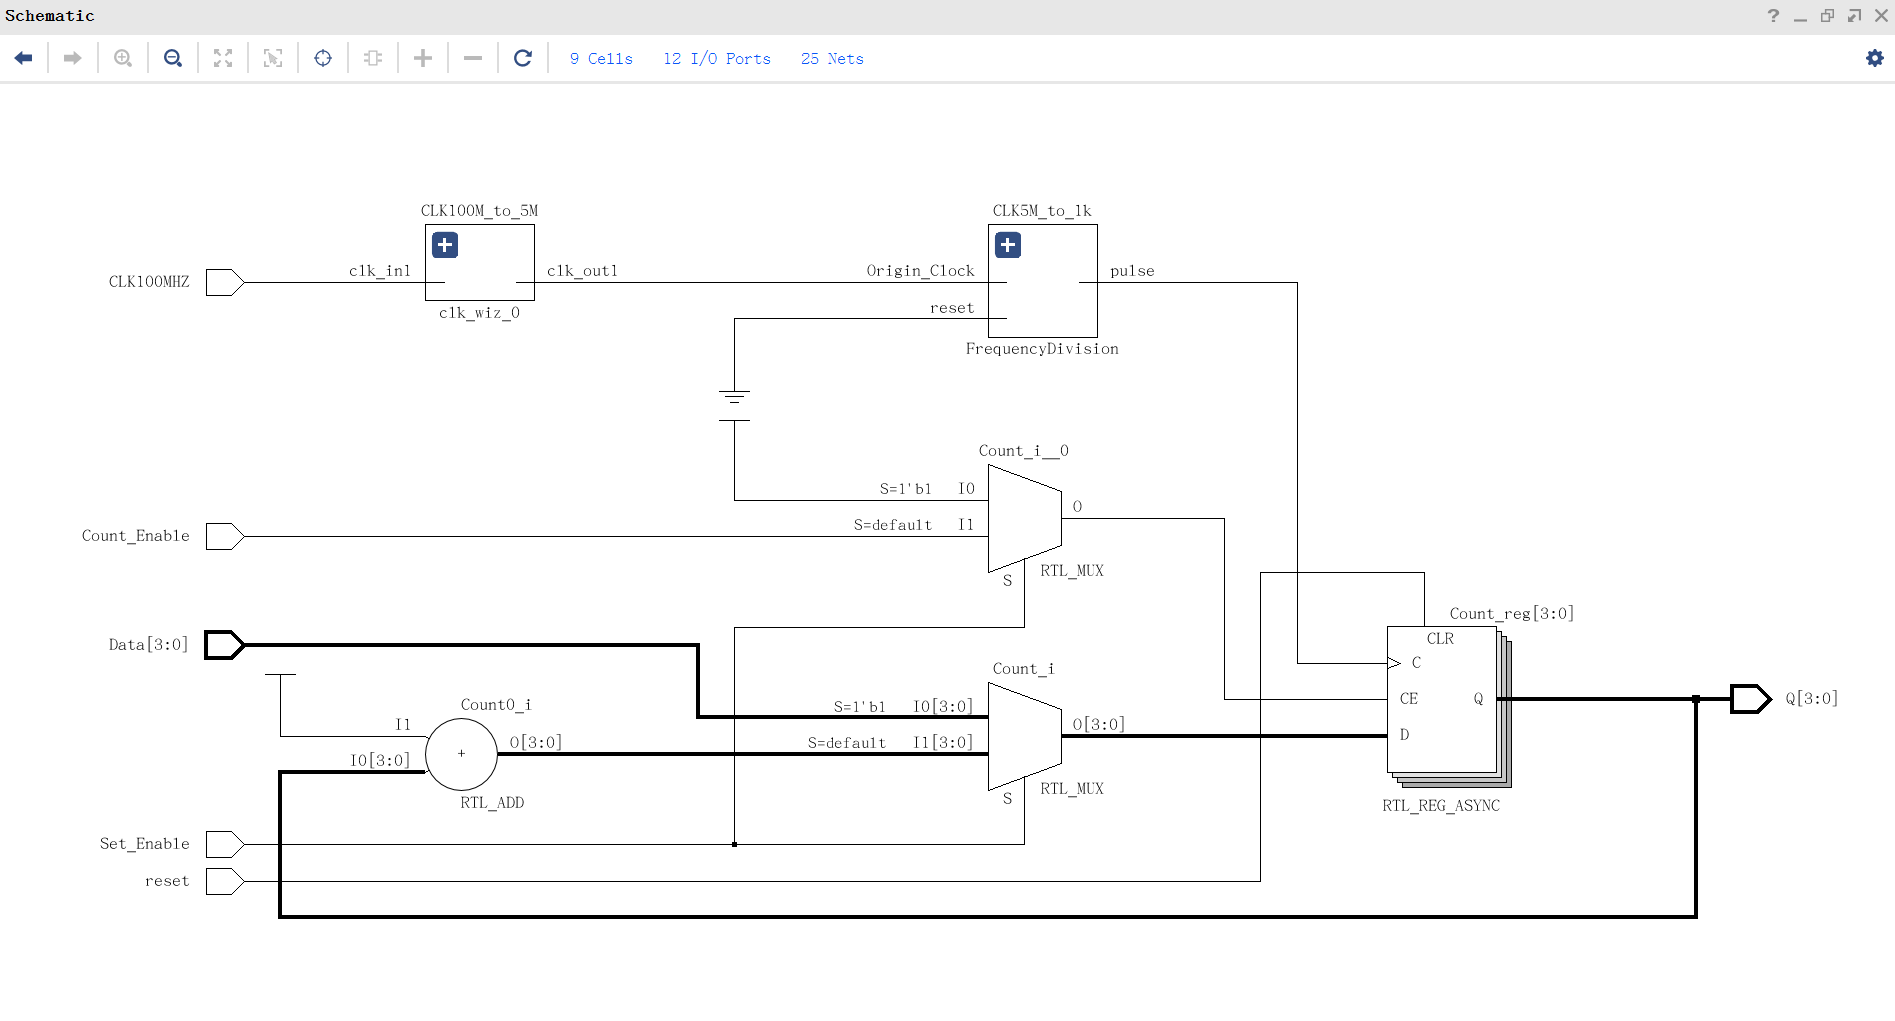 Schematic
9 Cells 12 I/O Ports 25 Nets
CLK100M_to_5M
CLK5M_to_1k
CLK100MHZ
clk_in1
clk_out1
clk_wiz_0
Origin_Clock
reset
pulse
FrequencyDivision
Count_i__0
S=1'b1 I0
S=default I1
O
S
RTL_MUX
Count_Enable
Data[3:0]
Count0_i
I1
I0[3:0]
+
O[3:0]
RTL_ADD
Count_i
S=1'b1 I0[3:0]
S=default I1[3:0]
O[3:0]
S
RTL_MUX
Count_reg[3:0]
CLR
C
CE
Q
D
RTL_REG_ASYNC
Q[3:0]
Set_Enable
reset